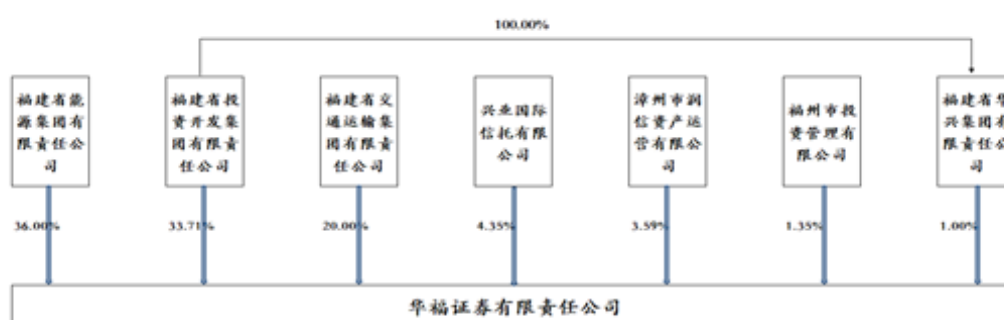 100.00%
福建省能
源集团有
限责任公
司
福建省投
资开发集
团有限责
任公司
福建省交
通运输集
团有限责
任公司
兴业国际
信托有限
公司
漳州市润
信资产运
营有限公
司
福州市投
资管理有
限公司
福建省华
兴集团有
限责任公
司
36.00%
33.71%
20.00%
4.35%
3.59%
1.35%
1.00%
华福证券有限责任公司